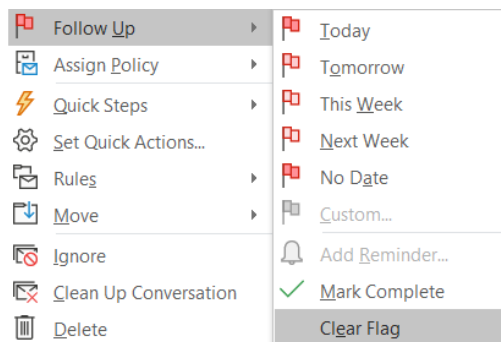 Follow Up
Assign Policy
Quick Steps
Set Quick Actions...
Rules
Move
Ignore
Clean Up Conversation
Delete
Today
Tomorrow
This Week
Next Week
No Date
Custom...
Add Reminder...
Mark Complete
Clear Flag